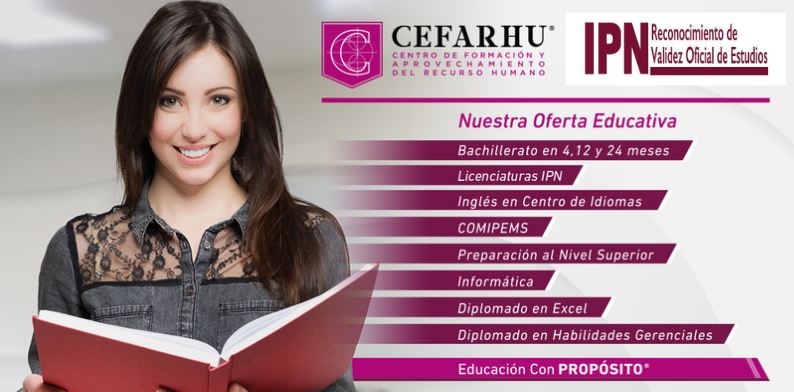 CEFARHU®
CENTRO DE FORMACIÓN Y
APROVECHAMIENTO
DEL RECURSO HUMANO
IPN Reconocimiento de
Validez Oficial de Estudios
Nuestra Oferta Educativa
Bachillerato en 4,12 y 24 meses
Licenciaturas IPN
Inglés en Centro de Idiomas
COMIPEMS
Preparación al Nivel Superior
Informática
Diplomado en Excel
Diplomado en Habilidades Gerenciales
Educación Con PROPÓSITO®